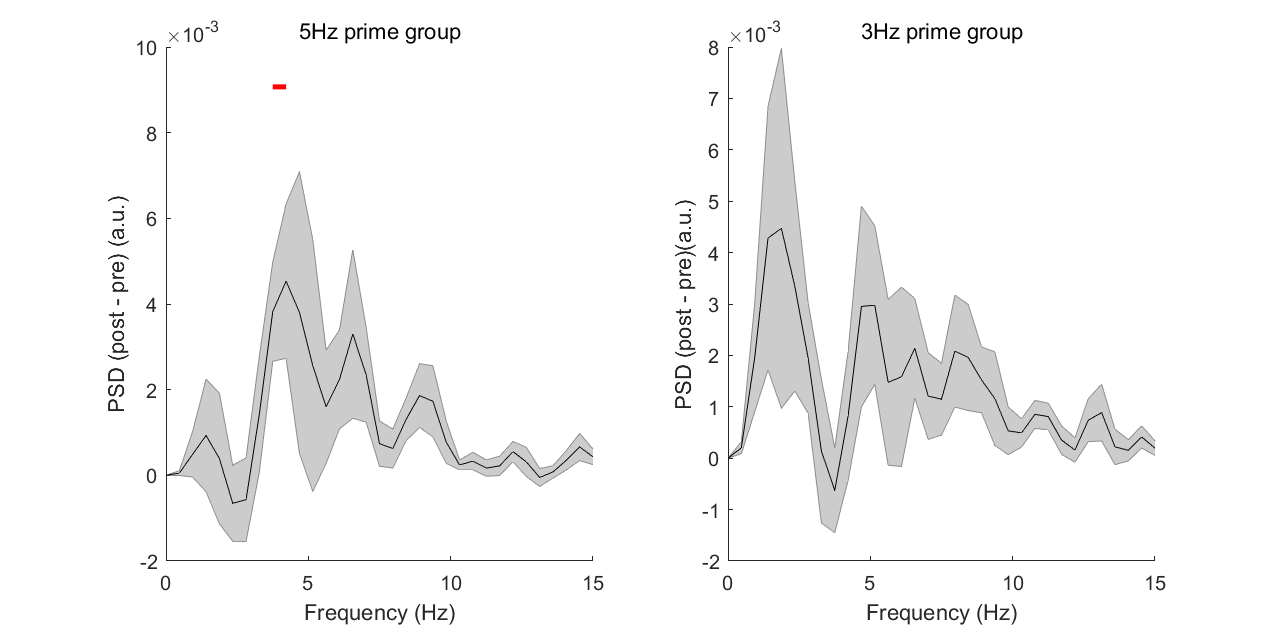 5Hz prime group
×10-3
10
8
6
4
2
0
-2
0 5 10 15
Frequency (Hz)
PSD (post - pre) (a.u.)
3Hz prime group
×10-3
8
7
6
5
4
3
2
1
0
-1
-2
0 5 10 15
Frequency (Hz)
PSD (post - pre)(a.u.)